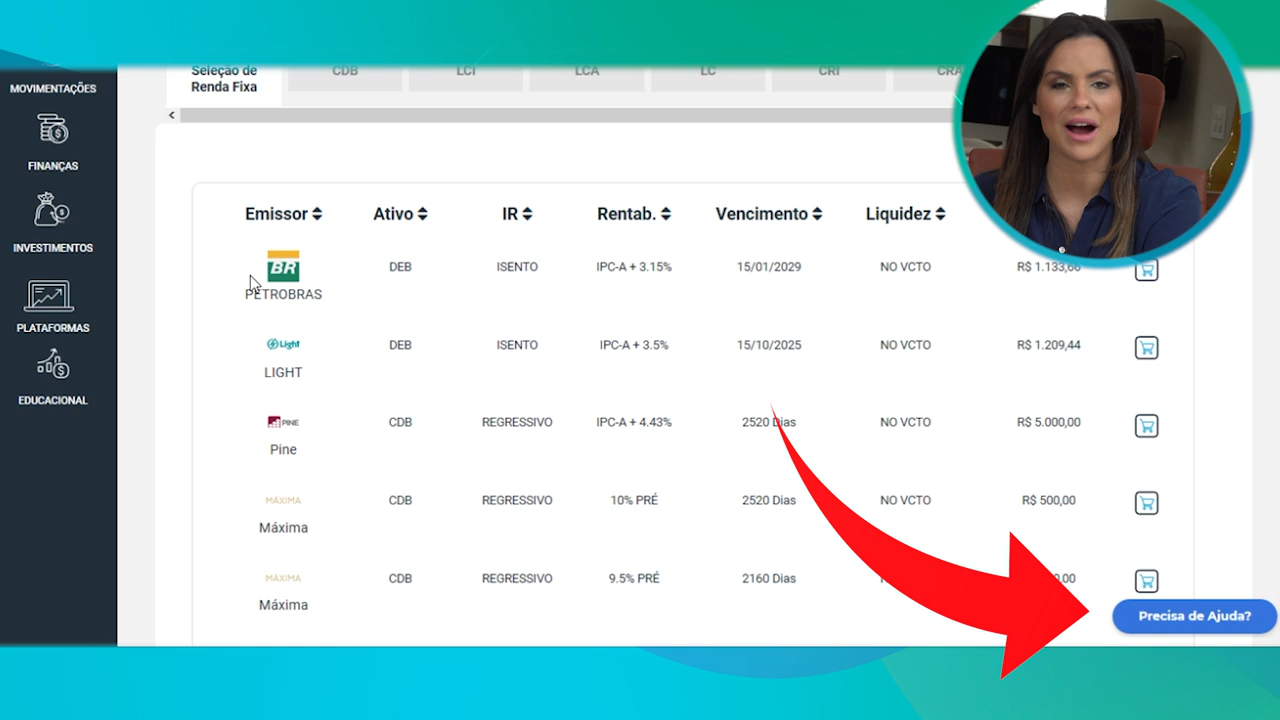 Seleção de
Renda Fixa
CDB
LCI
LCA
LC
CRI
CRA
MOVIMENTAÇÕES
FINANÇAS
INVESTIMENTOS
PLATAFORMAS
EDUCACIONAL
Emissor Ativo IR Rentab. Vencimento Liquidez
BR
PETROBRAS DEB ISENTO IPC-A + 3.15% 15/01/2029 NO VCTO R$ 1.133,66
Light
LIGHT DEB ISENTO IPC-A + 3.5% 15/10/2025 NO VCTO R$ 1.209,44
PINE
Pine CDB REGRESSIVO IPC-A + 4.43% 2520 Dias NO VCTO R$ 5.000,00
MÁXIMA
Máxima CDB REGRESSIVO 10% PRÉ 2520 Dias NO VCTO R$ 500,00
MÁXIMA
Máxima CDB REGRESSIVO 9.5% PRÉ 2160 Dias
Precisa de Ajuda?